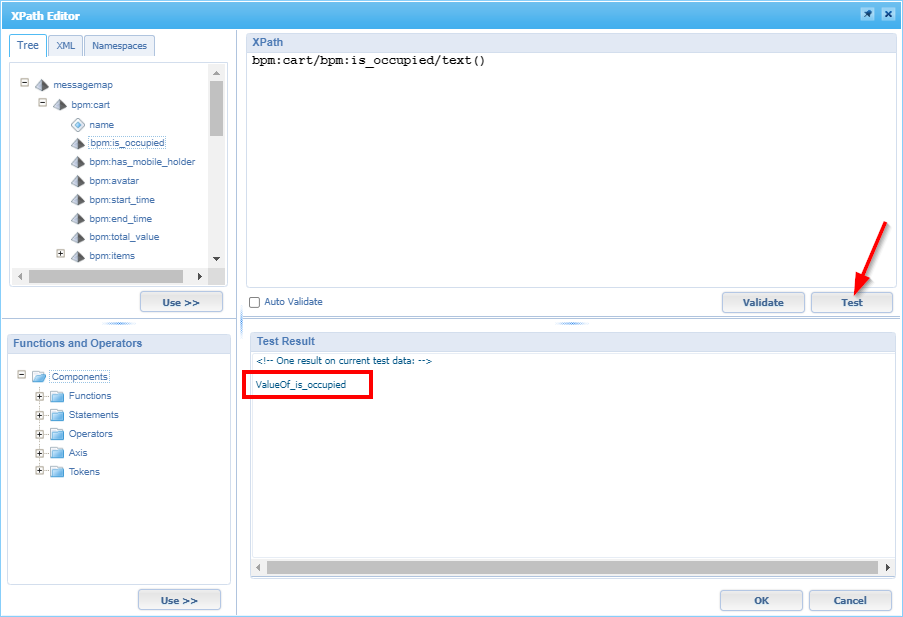 XPath Editor
Tree
XML
Namespaces
messagemap
bpm:cart
name
bpm:is_occupied
bpm:has_mobile_holder
bpm:avatar
bpm:start_time
bpm:end_time
bpm:total_value
bpm:items
Use >>
Functions and Operators
Components
Functions
Statements
Operators
Axis
Tokens
Use >>
XPath
bpm:cart/bpm:is_occupied/text()
Auto Validate
Validate
Test
Test Result
<!-- One result on current test data: -->
ValueOf_is_occupied
OK
Cancel